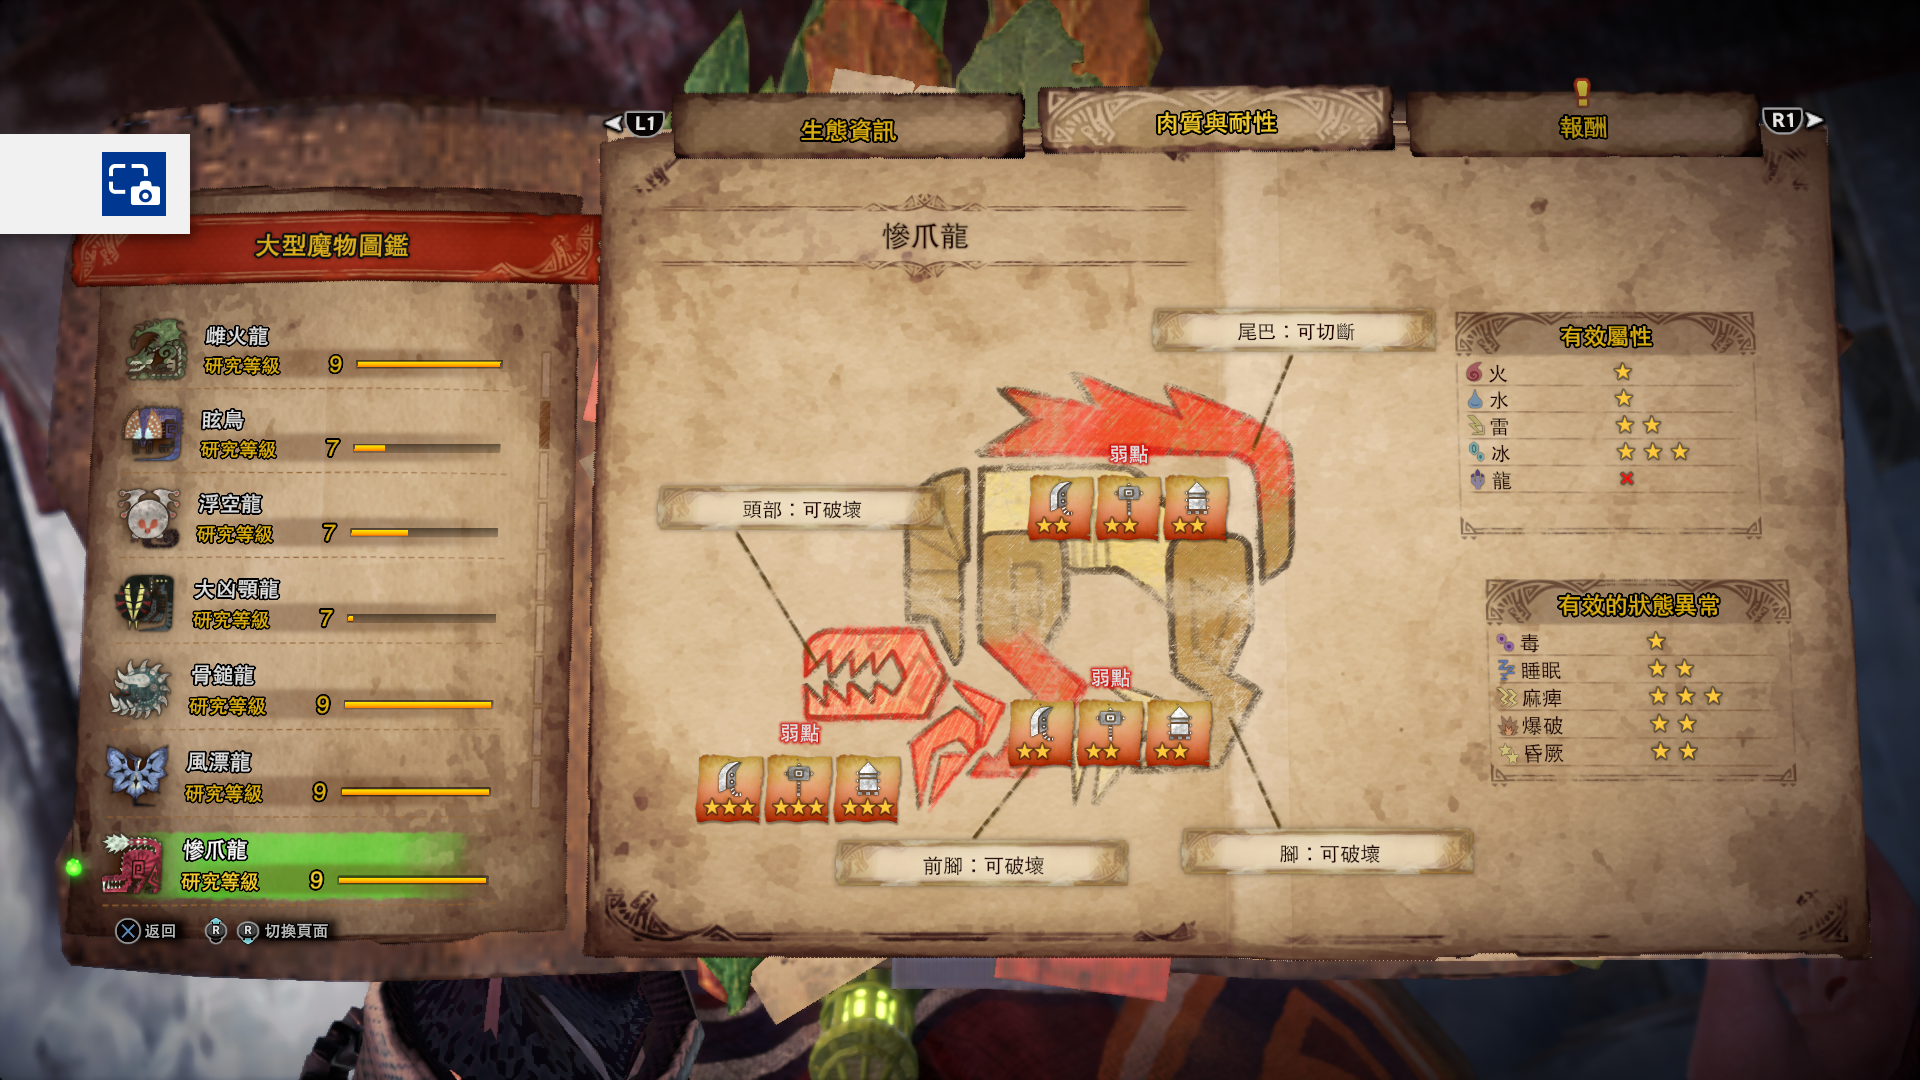 L1
生態資訊
肉質與耐性
報酬
R1
大型魔物圖鑑
雌火龍
研究等級 9
眩鳥
研究等級 7
浮空龍
研究等級 7
大凶顎龍
研究等級 7
骨鎚龍
研究等級 9
風漂龍
研究等級 9
慘爪龍
研究等級 9
返回
R
R
切換頁面
慘爪龍
尾巴：可切斷
弱點
頭部：可破壞
弱點
弱點
前腳：可破壞
腳：可破壞
有效屬性
火
水
雷
冰
龍
有效的狀態異常
毒
睡眠
麻痺
爆破
昏厥